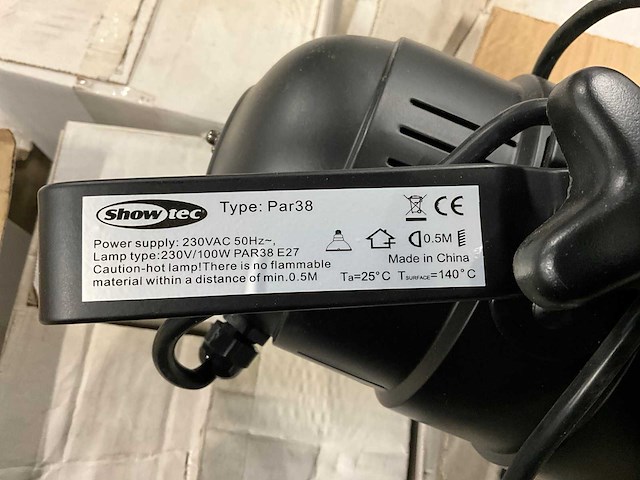 Showtec
Type: Par38
CE
Power supply: 230VAC 50Hz~,
Lamp type:230V/100W PAR38 E27
Caution-hot lamp!There is no flammable
material within a distance of min.0.5M
0.5M
Made in China
Ta=25°C TSURFACE=140°C